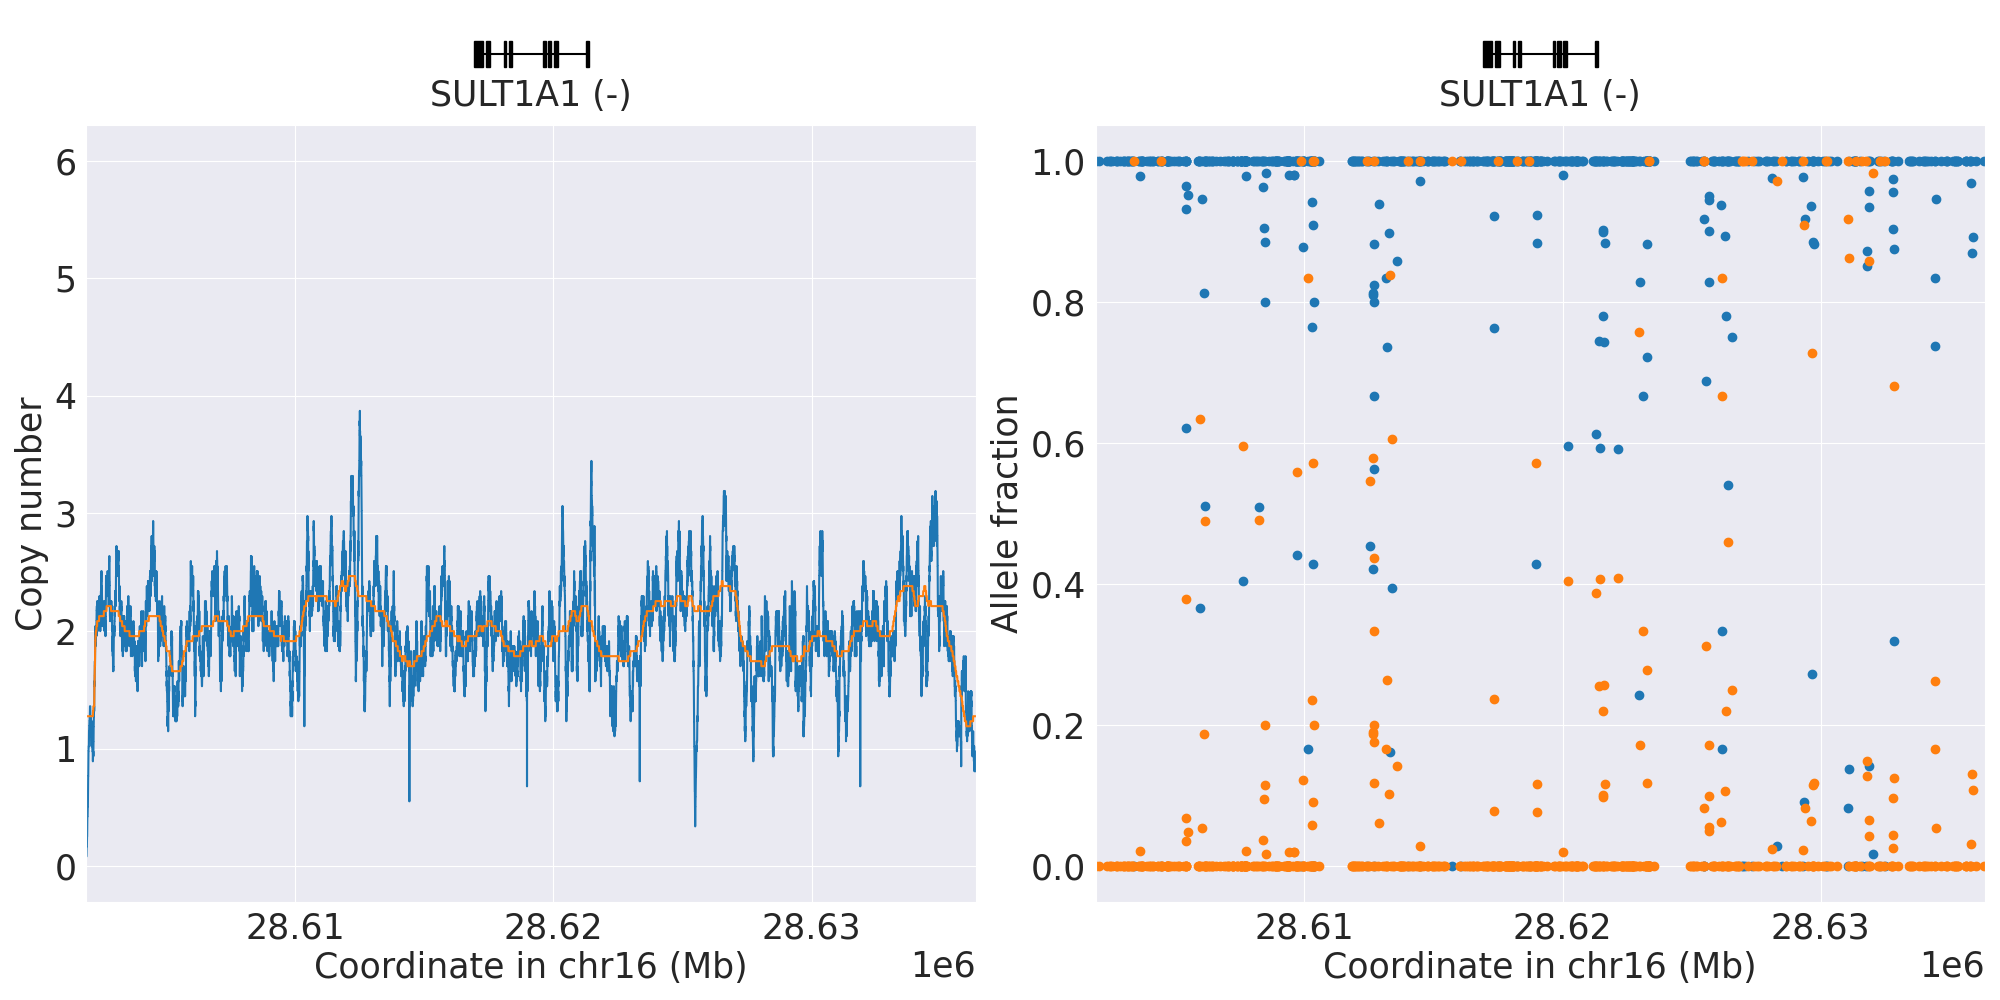 SULT1A1 (-)
Copy number
6
5
4
3
2
1
0
28.61
28.62
28.63
Coordinate in chr16 (Mb)
1e6
SULT1A1 (-)
Allele fraction
1.0
0.8
0.6
0.4
0.2
0.0
28.61
28.62
28.63
Coordinate in chr16 (Mb)
1e6